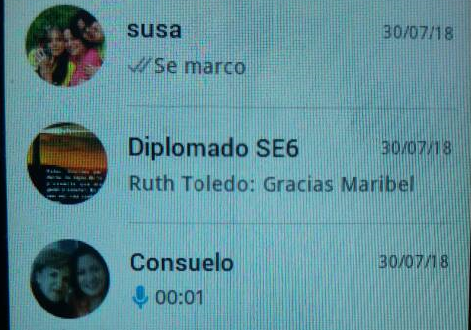 susa 30/07/18
Se marco
Diplomado SE6 30/07/18
Ruth Toledo: Gracias Maribel
Consuelo 30/07/18
00:01